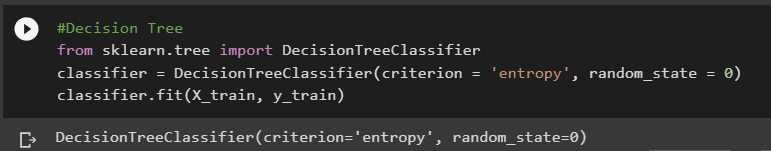 #Decision Tree
from sklearn.tree import DecisionTreeClassifier
classifier = DecisionTreeClassifier(criterion = 'entropy', random_state = 0)
classifier.fit(X_train, y_train)
DecisionTreeClassifier(criterion='entropy', random_state=0)